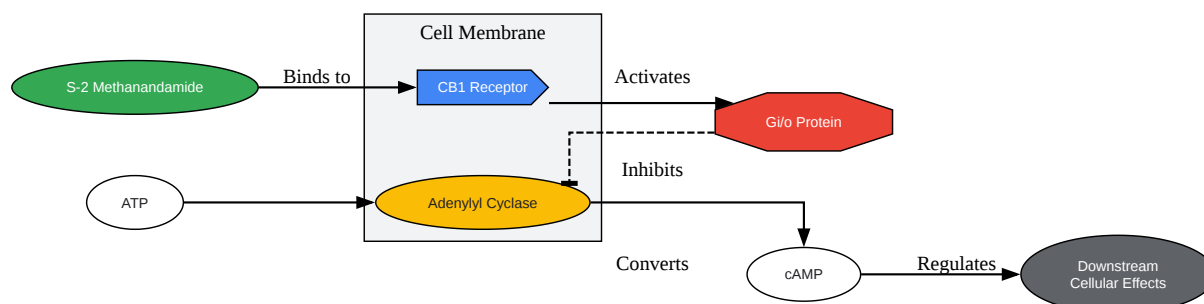 Cell Membrane
S-2 Methanandamide
Binds to
CB1 Receptor
Activates
Gi/o Protein
Inhibits
ATP
Adenylyl Cyclase
Converts
cAMP
Regulates
Downstream
Cellular Effects